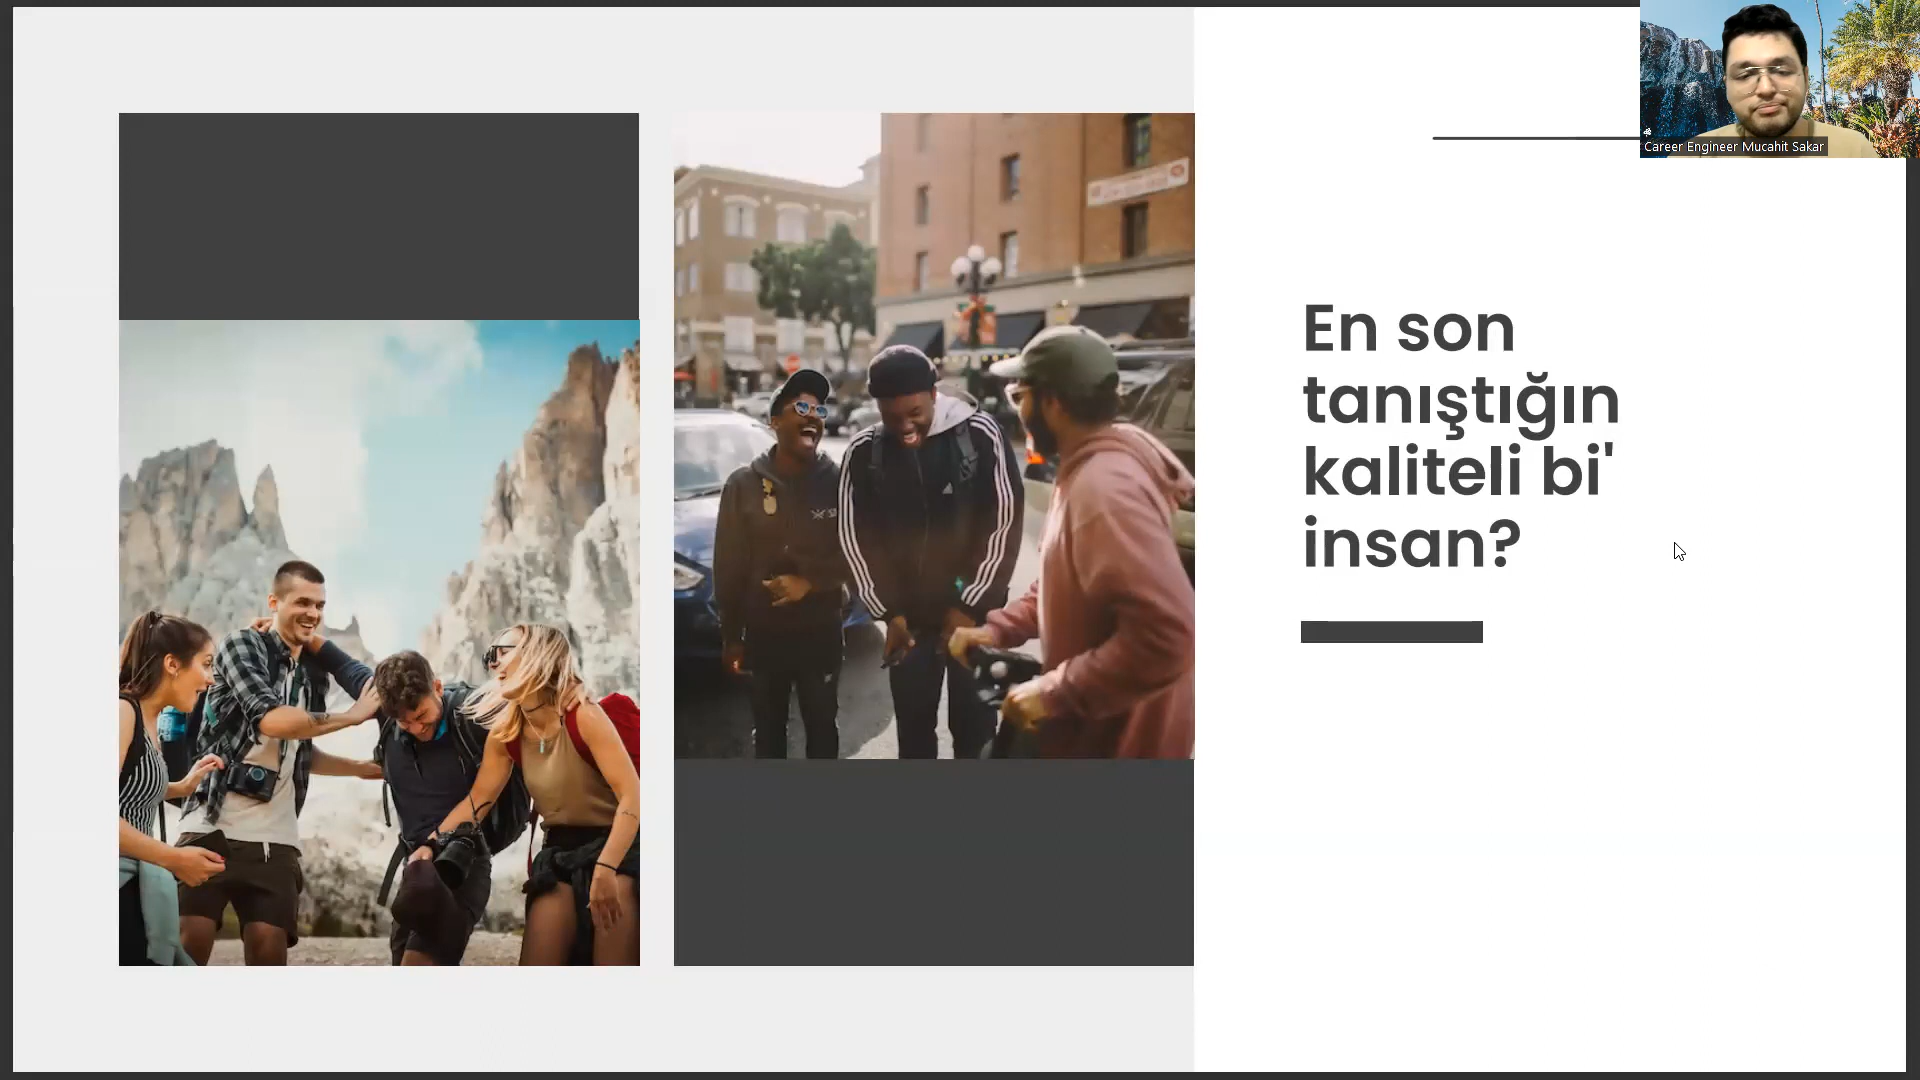 Career Engineer Mucahit Sakar
En son
tanıştığın
kaliteli bi'
insan?